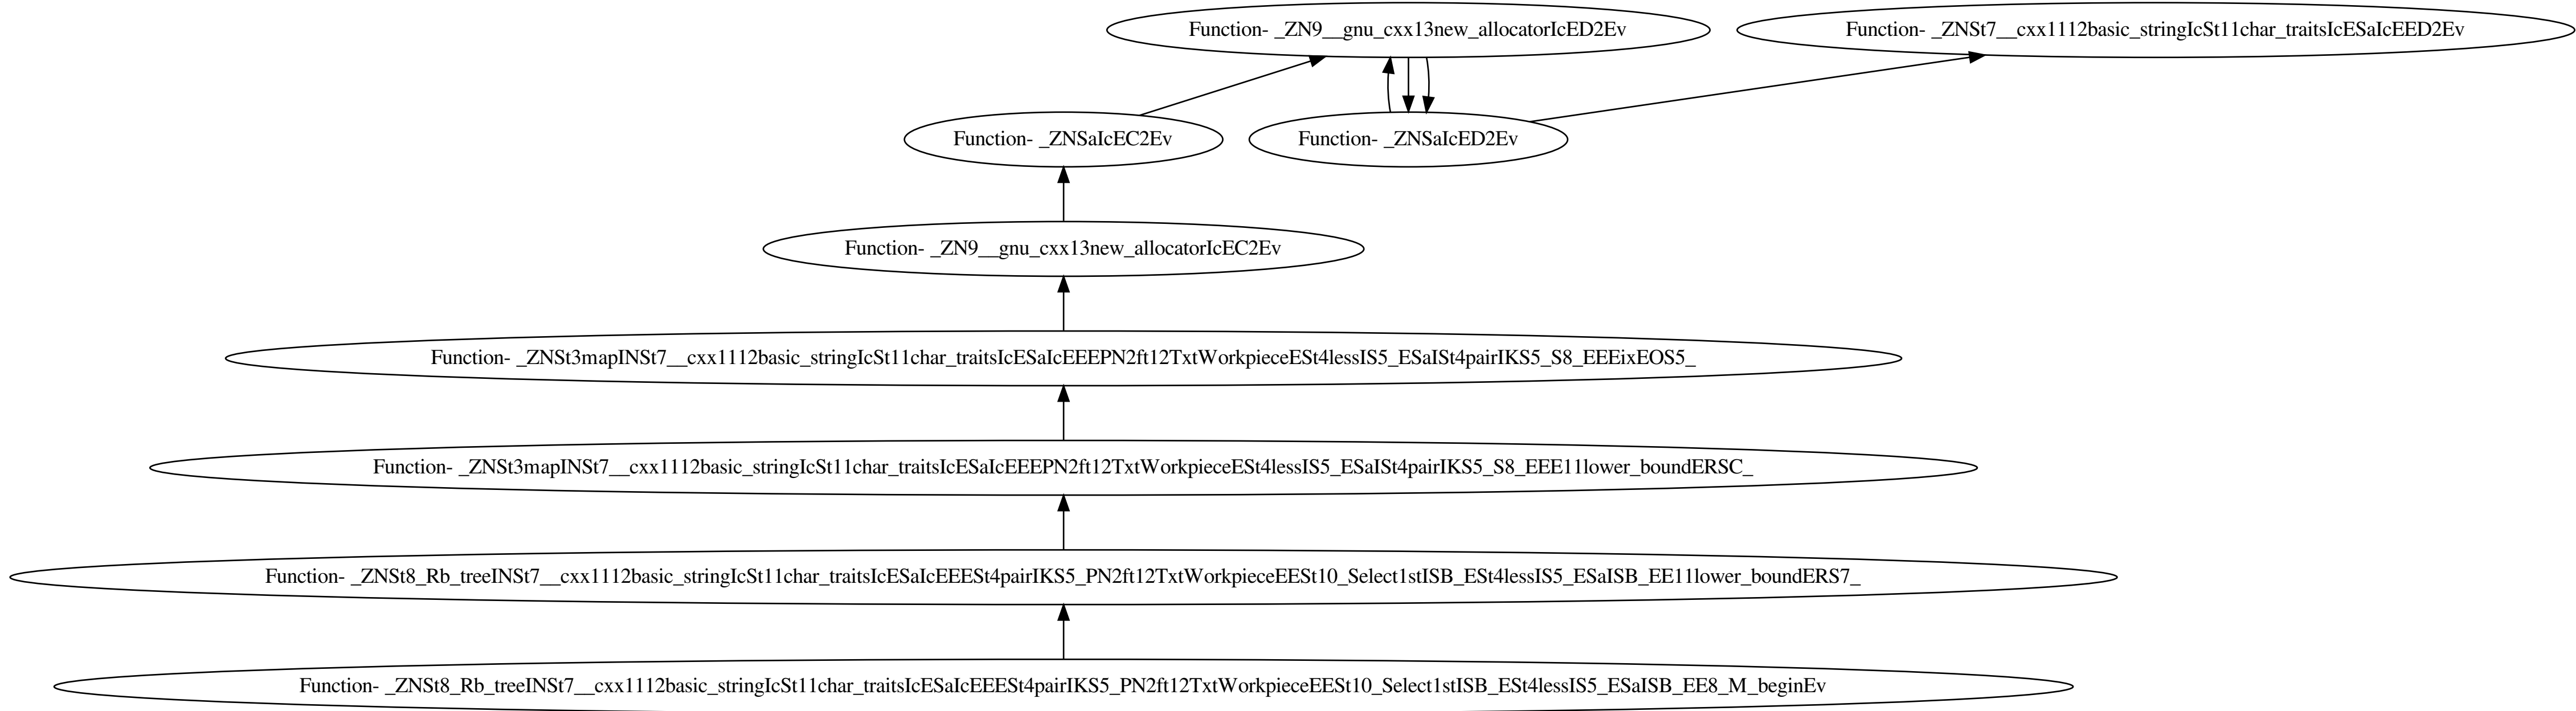 Function- _ZN9__gnu_cxx13new_allocatorIcED2Ev
Function- _ZNSt7__cxx1112basic_stringIcSt11char_traitsIcESaIcEED2Ev
Function- _ZNSaIcEC2Ev
Function- _ZNSaIcED2Ev
Function- _ZN9__gnu_cxx13new_allocatorIcEC2Ev
Function- _ZNSt3mapINSt7__cxx1112basic_stringIcSt11char_traitsIcESaIcEEEPN2ft12TxtWorkpieceESt4lessIS5_ESaISt4pairIKS5_S8_EEEixEOS5_
Function- _ZNSt3mapINSt7__cxx1112basic_stringIcSt11char_traitsIcESaIcEEEPN2ft12TxtWorkpieceESt4lessIS5_ESaISt4pairIKS5_S8_EEE11lower_boundERSC_
Function- _ZNSt8_Rb_treeINSt7__cxx1112basic_stringIcSt11char_traitsIcESaIcEEESt4pairIKS5_PN2ft12TxtWorkpieceEESt10_Select1stISB_ESt4lessIS5_ESaISB_EE11lower_boundERS7_
Function- _ZNSt8_Rb_treeINSt7__cxx1112basic_stringIcSt11char_traitsIcESaIcEEESt4pairIKS5_PN2ft12TxtWorkpieceEESt10_Select1stISB_ESt4lessIS5_ESaISB_EE8_M_beginEv